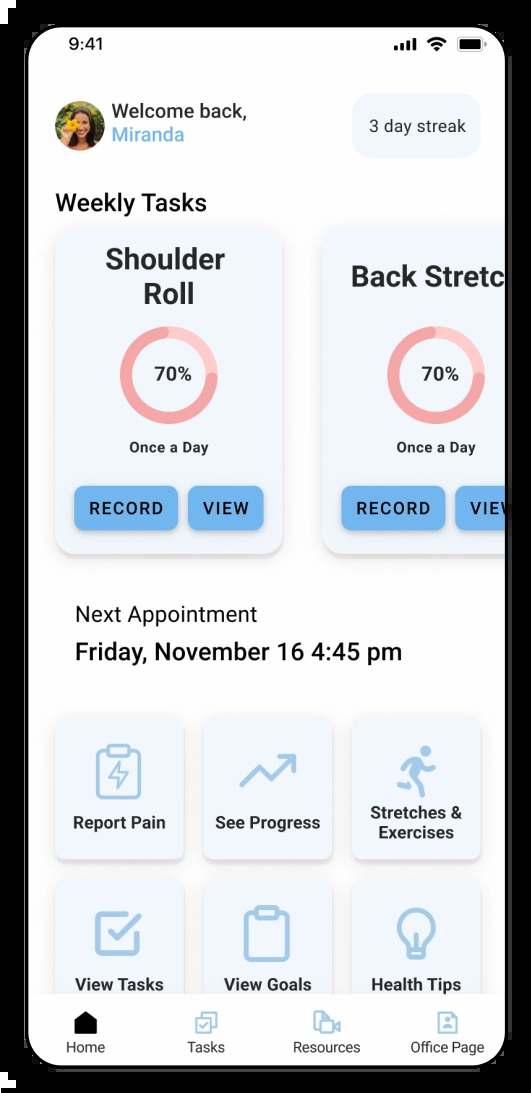 9:41
Welcome back,
Miranda
3 day streak
Weekly Tasks
Shoulder
Roll
70%
Once a Day
RECORD VIEW
Back Stretc
70%
Once a Day
RECORD VIEW
Next Appointment
Friday, November 16 4:45 pm
Report Pain
See Progress
Stretches &
Exercises
View Tasks
View Goals
Health Tips
Home
Tasks
Resources
Office Page